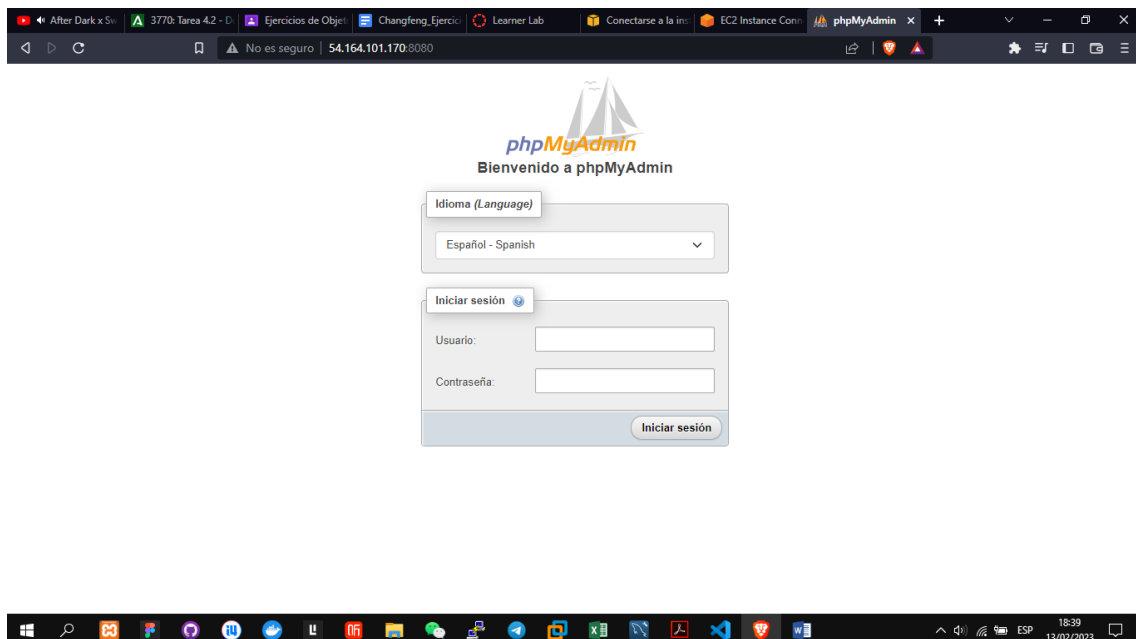 After Dark x Sw
3770: Tarea 4.2 - D
Ejercicios de Objet
Changfeng_Ejercici
Learner Lab
Conectarse a la ins
EC2 Instance Conn
phpMyAdmin
No es seguro
54.164.101.170:8080
phpMyAdmin
Bienvenido a phpMyAdmin
Idioma (Language)
Español - Spanish
Iniciar sesión
Usuario:
Contraseña:
Iniciar sesión
ESP
18:39
13/02/2023